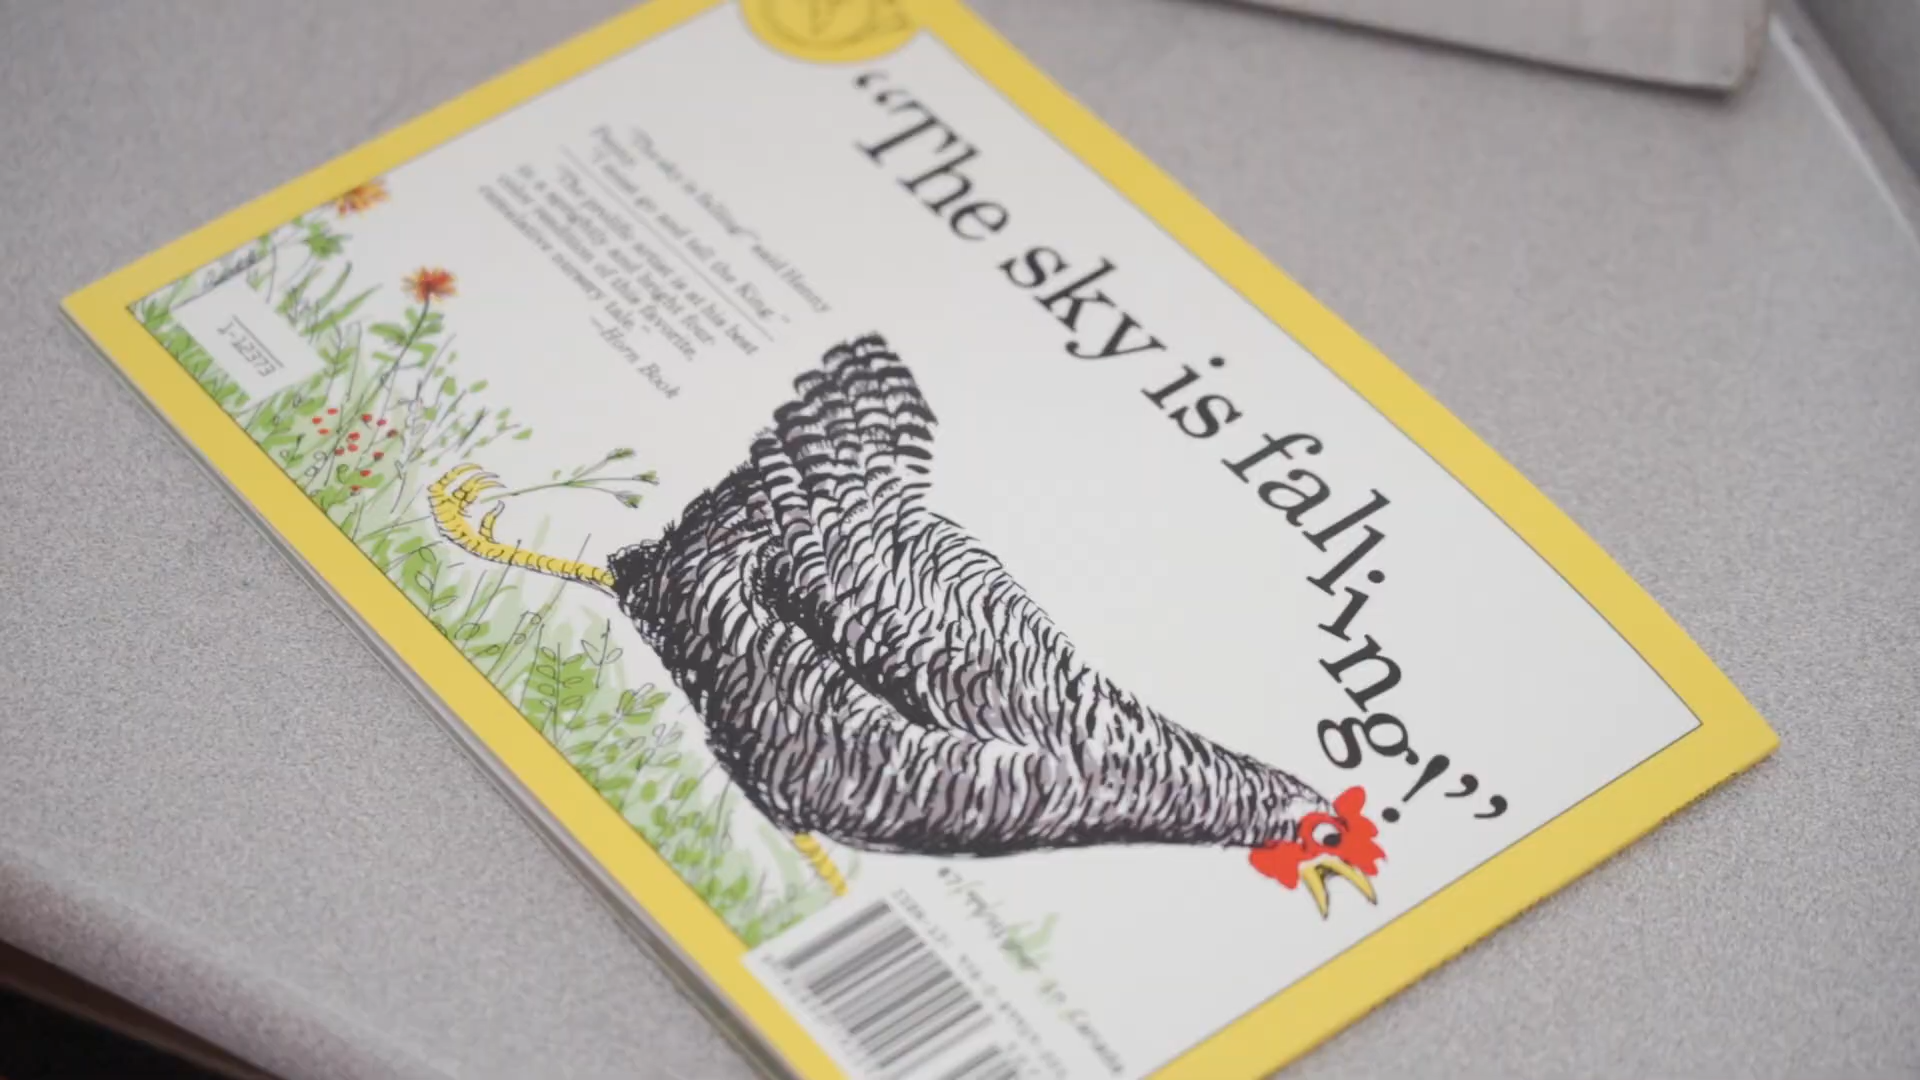 “The sky is falling!”
“The sky is falling!” said Henny
Penny.
“I must go and tell the King.”
“The prolific artist is at his best
in a sprightly and bright four-
color rendition of this favorite,
cumulative nursery tale.”
—Horn Book